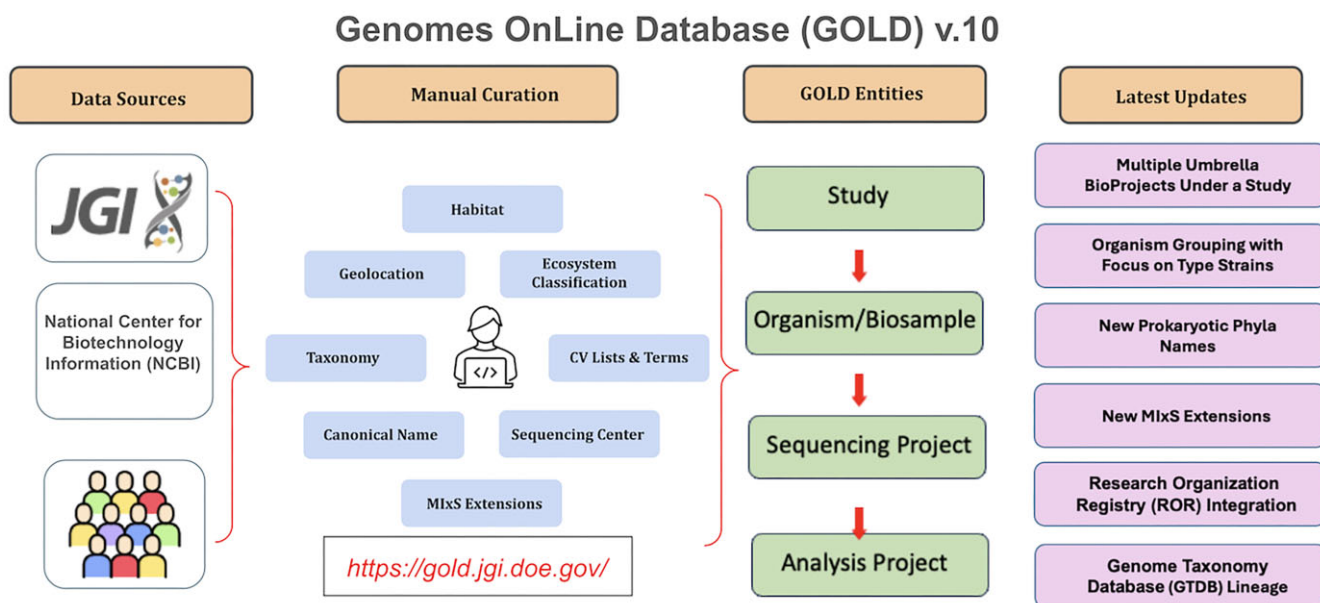 Genomes OnLine Database (GOLD) v.10
Data Sources
JGI
National Center for
Biotechnology
Information (NCBI)
Manual Curation
Habitat
Geolocation
Ecosystem
Classification
Taxonomy
</>
CV Lists & Terms
Canonical Name
Sequencing Center
MIxS Extensions
https://gold.jgi.doe.gov/
GOLD Entities
Study
Organism/Biosample
Sequencing Project
Analysis Project
Latest Updates
Multiple Umbrella
BioProjects Under a Study
Organism Grouping with
Focus on Type Strains
New Prokaryotic Phyla
Names
New MIxS Extensions
Research Organization
Registry (ROR) Integration
Genome Taxonomy
Database (GTDB) Lineage